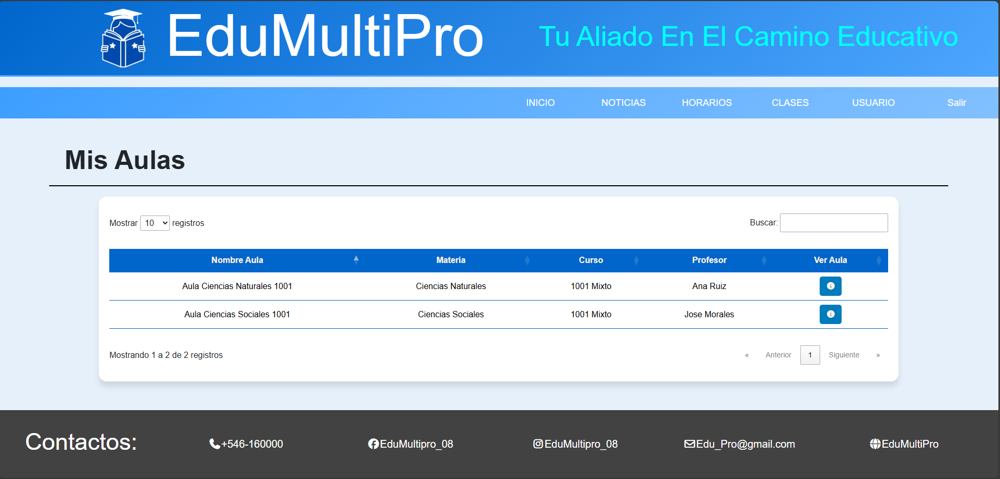 EduMultiPro
Tu Aliado En El Camino Educativo
INICIO NOTICIAS HORARIOS CLASES USUARIO Salir
Mis Aulas
Mostrar 10 registros Buscar:
Nombre Aula Materia Curso Profesor Ver Aula
Aula Ciencias Naturales 1001 Ciencias Naturales 1001 Mixto Ana Ruiz
Aula Ciencias Sociales 1001 Ciencias Sociales 1001 Mixto Jose Morales
Mostrando 1 a 2 de 2 registros « Anterior 1 Siguiente »
Contactos: +546-160000 EduMultipro_08 EduMultipro_08 Edu_Pro@gmail.com EduMultiPro